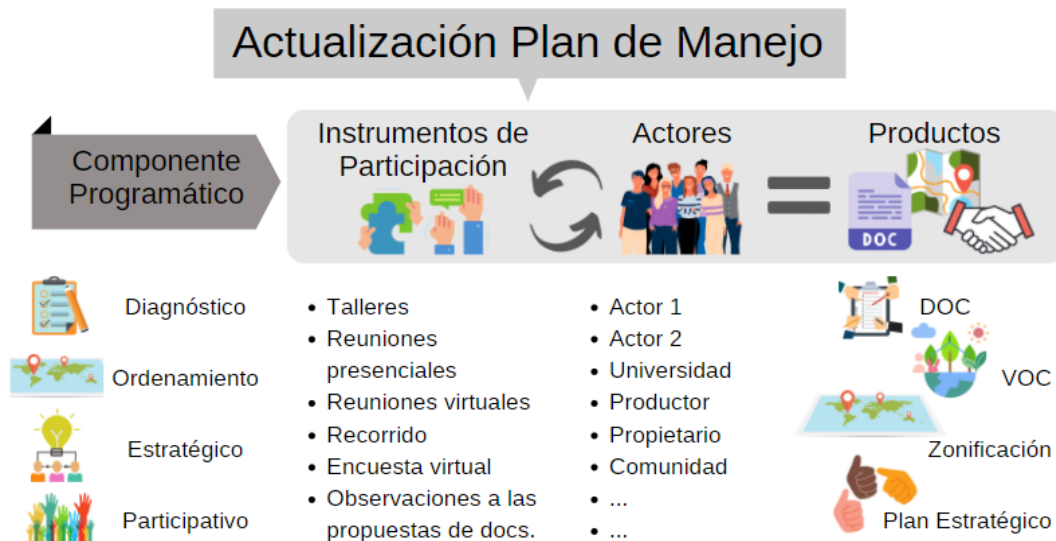 Actualización Plan de Manejo
Componente
Programático
Instrumentos de
Participación
Actores
Productos
DOC
Diagnóstico
Ordenamiento
Estratégico
Participativo
• Talleres
• Reuniones
presenciales
• Reuniones virtuales
• Recorrido
• Encuesta virtual
• Observaciones a las
propuestas de docs.
• Actor 1
• Actor 2
• Universidad
• Productor
• Propietario
• Comunidad
• ...
• ...
DOC
VOC
Zonificación
Plan Estratégico